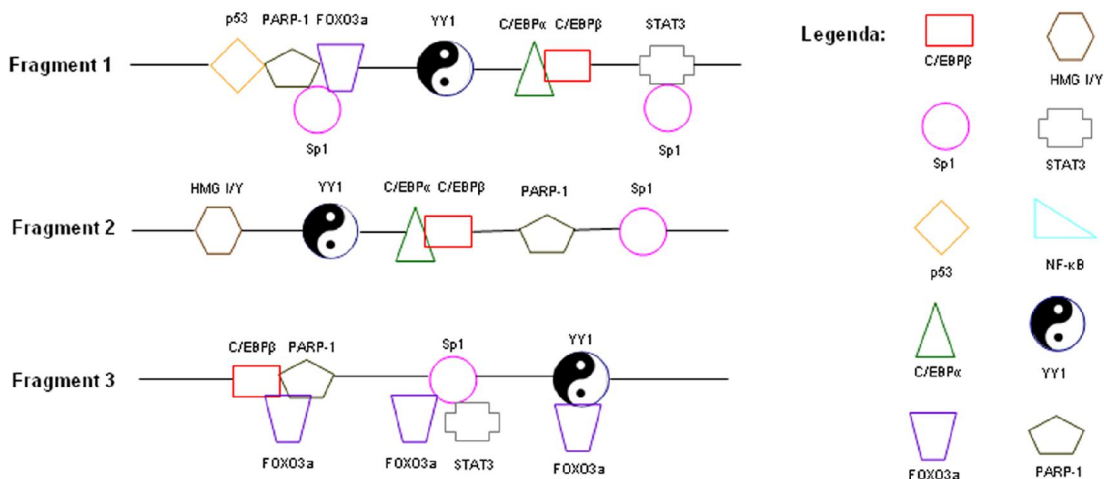 p53 PARP-1 FOXO3a YY1 C/EBPα C/EBPβ STAT3
Fragment 1
Sp1 Sp1
HMG I/Y YY1 C/EBPα C/EBPβ PARP-1 Sp1
Fragment 2
C/EBPβ PARP-1 Sp1 YY1
Fragment 3
FOXO3a FOXO3a STAT3 FOXO3a
Legenda:
C/EBPβ HMG I/Y
Sp1 STAT3
p53 NF-κB
C/EBPα YY1
FOXO3a PARP-1